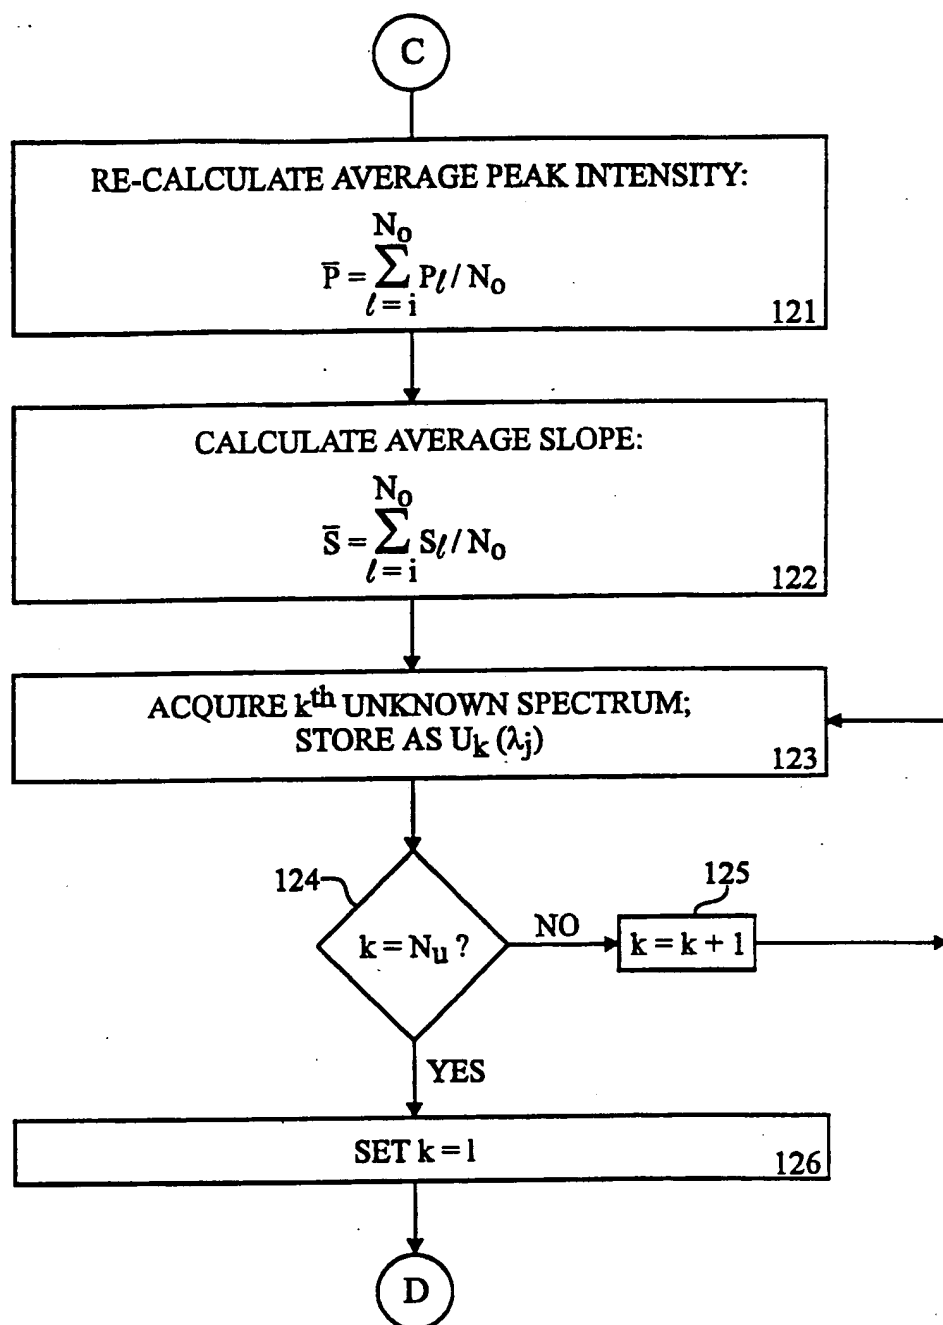 C
RE-CALCULATE AVERAGE PEAK INTENSITY:
N₀
P̄ = ∑ Pℓ / N₀
ℓ = i
121
CALCULATE AVERAGE SLOPE:
N₀
S̄ = ∑ Sℓ / N₀
ℓ = i
122
ACQUIRE kᵗʰ UNKNOWN SPECTRUM;
STORE AS Uₖ (λⱼ)
123
124
k = Nᵤ ?
NO
125
k = k + 1
YES
SET k = 1
126
D